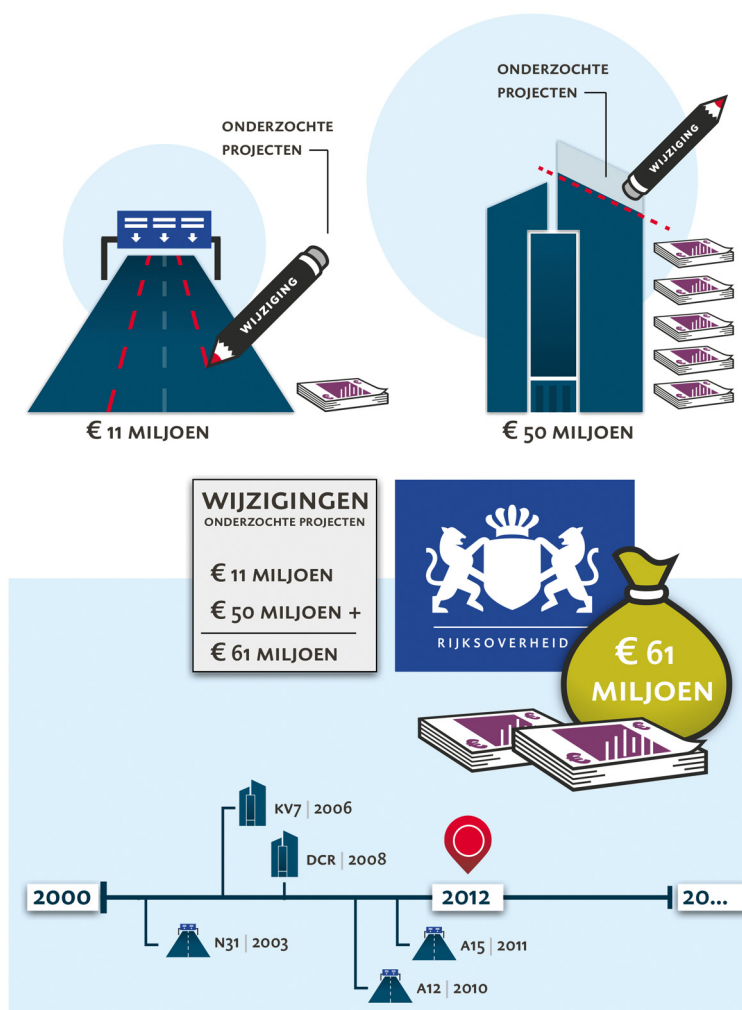 ONDERZOCHTE
PROJECTEN
WIJZIGING
€ 11 MILJOEN
ONDERZOCHTE
PROJECTEN
WIJZIGING
€ 50 MILJOEN
WIJZIGINGEN
ONDERZOCHTE PROJECTEN
€ 11 MILJOEN
€ 50 MILJOEN +
€ 61 MILJOEN
RIJKSOVERHEID
€ 61
MILJOEN
KV7 | 2006
DCR | 2008
2000
2012
20...
N31 | 2003
A15 | 2011
A12 | 2010